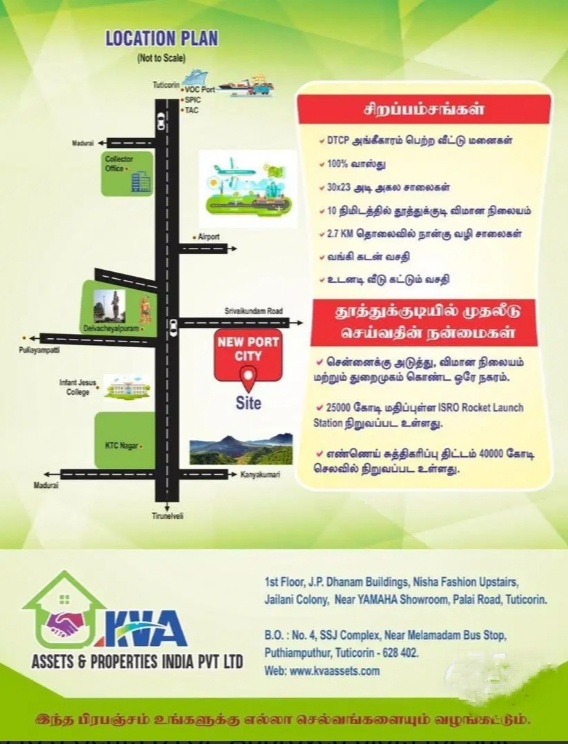 LOCATION PLAN
(Not to Scale)
Tuticorin
• VOC Port
• SPIC
• TAC
Madurai
Collector
Office •
• Airport
Deivacheyalpuram •
Srivaikundam Road
Puliayampatti
NEW PORT
CITY
Site
Infant Jesus
College
KTC Nagar •
Madurai
Kanyakumari
Tirunelveli
சிறப்பம்சங்கள்
DTCP அங்கீகாரம் பெற்ற வீட்டு மனைகள்
100% வாஸ்து
30x23 அடி அகல சாலைகள்
10 நிமிடத்தில் தூத்துக்குடி விமான நிலையம்
2.7 KM தொலைவில் நான்கு வழி சாலைகள்
வங்கி கடன் வசதி
உடனடி வீடு கட்டும் வசதி
தூத்துக்குடியில் முதலீடு
செய்வதின் நன்மைகள்
சென்னைக்கு அடுத்து, விமான நிலையம்
மற்றும் துறைமுகம் கொண்ட ஒரே நகரம்.
25000 கோடி மதிப்புள்ள ISRO Rocket Launch
Station நிறுவப்பட உள்ளது.
எண்ணெய் சுத்திகரிப்பு திட்டம் 40000 கோடி
செலவில் நிறுவப்பட உள்ளது.
KVA
ASSETS & PROPERTIES INDIA PVT LTD
1st Floor, J.P. Dhanam Buildings, Nisha Fashion Upstairs,
Jailani Colony, Near YAMAHA Showroom, Palai Road, Tuticorin.
B.O. : No. 4, SSJ Complex, Near Melamadam Bus Stop,
Puthiamputhur, Tuticorin - 628 402.
Web: www.kvaassets.com
இந்த பிரபஞ்சம் உங்களுக்கு எல்லா செல்வங்களையும் வழங்கட்டும்.